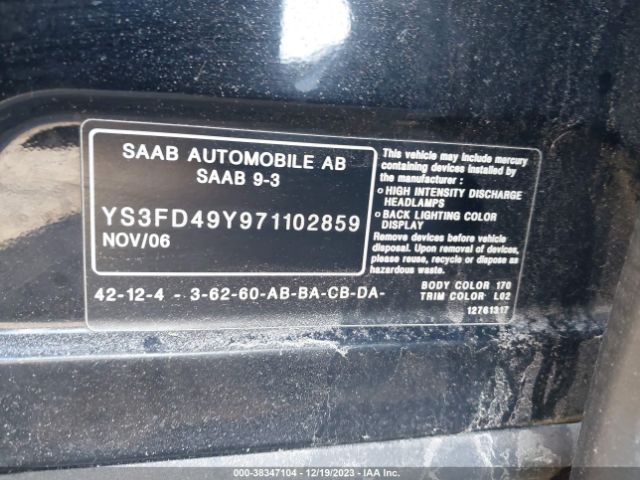 SAAB AUTOMOBILE AB
SAAB 9-3
YS3FD49Y971102859
NOV/06
This vehicle may include mercury
containing devices installed by
the manufacturer :
o HIGH INTENSITY DISCHARGE
HEADLAMPS
o BACK LIGHTING COLOR
DISPLAY
Remove devices before vehicle
disposal. Upon removal of devices,
please reuse, recycle or dispose as
hazardous waste.
42-12-4 - 3-62-60-AB-BA-CB-DA-
BODY COLOR 170
TRIM COLOR L02
12761317
000-38347104 - 12/19/2023 - IAA Inc.